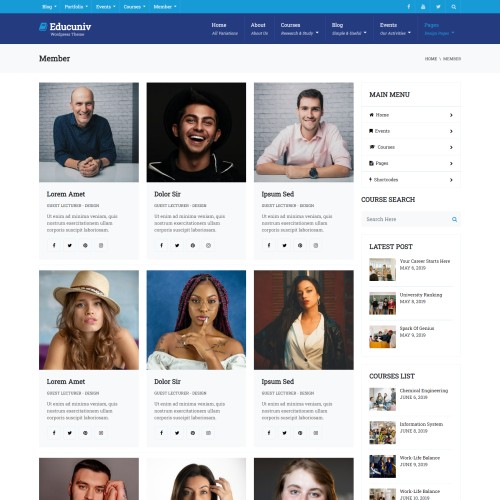 Blog Portfolio Events Courses Member
Educuniv
Wordpress Theme
Home About Courses Blog Events Pages
All Variations About Us Research & Study Simple & Useful Our Activities Design Pages
Member
HOME \ MEMBER
MAIN MENU
Home
Events
Courses
Pages
Shortcodes
COURSE SEARCH
Search Here
LATEST POST
Your Career Starts Here
MAY 6, 2019
University Ranking
MAY 8, 2019
Spark Of Genius
MAY 9, 2019
COURSES LIST
Chemical Engineering
JUNE 6, 2019
Information System
JUNE 8, 2019
Work-Life Balance
JUNE 9, 2019
Work-Life Balance
JUNE 10, 2019
Lorem Amet
GUEST LECTURER - DESIGN
Ut enim ad minima veniam, quis
nostrum exercitationem ullam
corporis suscipit laboriosam.
Dolor Sir
GUEST LECTURER - DESIGN
Ut enim ad minima veniam, quis
nostrum exercitationem ullam
corporis suscipit laboriosam.
Ipsum Sed
GUEST LECTURER - DESIGN
Ut enim ad minima veniam, quis
nostrum exercitationem ullam
corporis suscipit laboriosam.
Lorem Amet
GUEST LECTURER - DESIGN
Ut enim ad minima veniam, quis
nostrum exercitationem ullam
corporis suscipit laboriosam.
Dolor Sir
GUEST LECTURER - DESIGN
Ut enim ad minima veniam, quis
nostrum exercitationem ullam
corporis suscipit laboriosam.
Ipsum Sed
GUEST LECTURER - DESIGN
Ut enim ad minima veniam, quis
nostrum exercitationem ullam
corporis suscipit laboriosam.